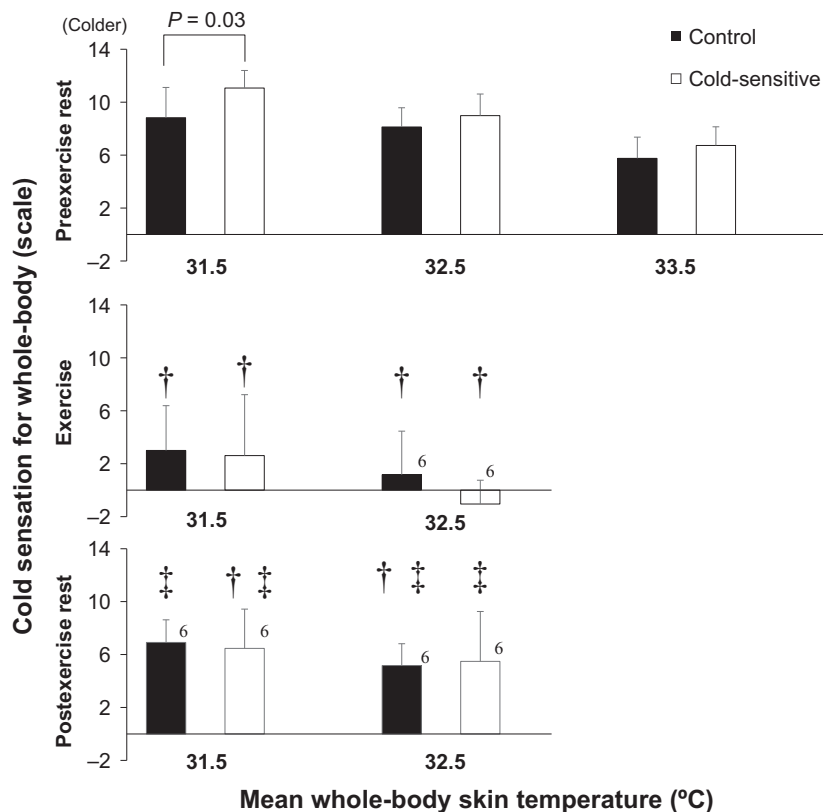 (Colder)
P = 0.03
Control
Cold-sensitive
Cold sensation for whole-body (scale)
Preexercise rest
14
10
6
2
–2
31.5 32.5 33.5
Exercise
14
10
6
2
–2
† † † †
6 6
31.5 32.5
Postexercise rest
14
10
6
2
–2
‡ † ‡ † ‡ ‡
6 6 6 6
31.5 32.5
Mean whole-body skin temperature (ºC)